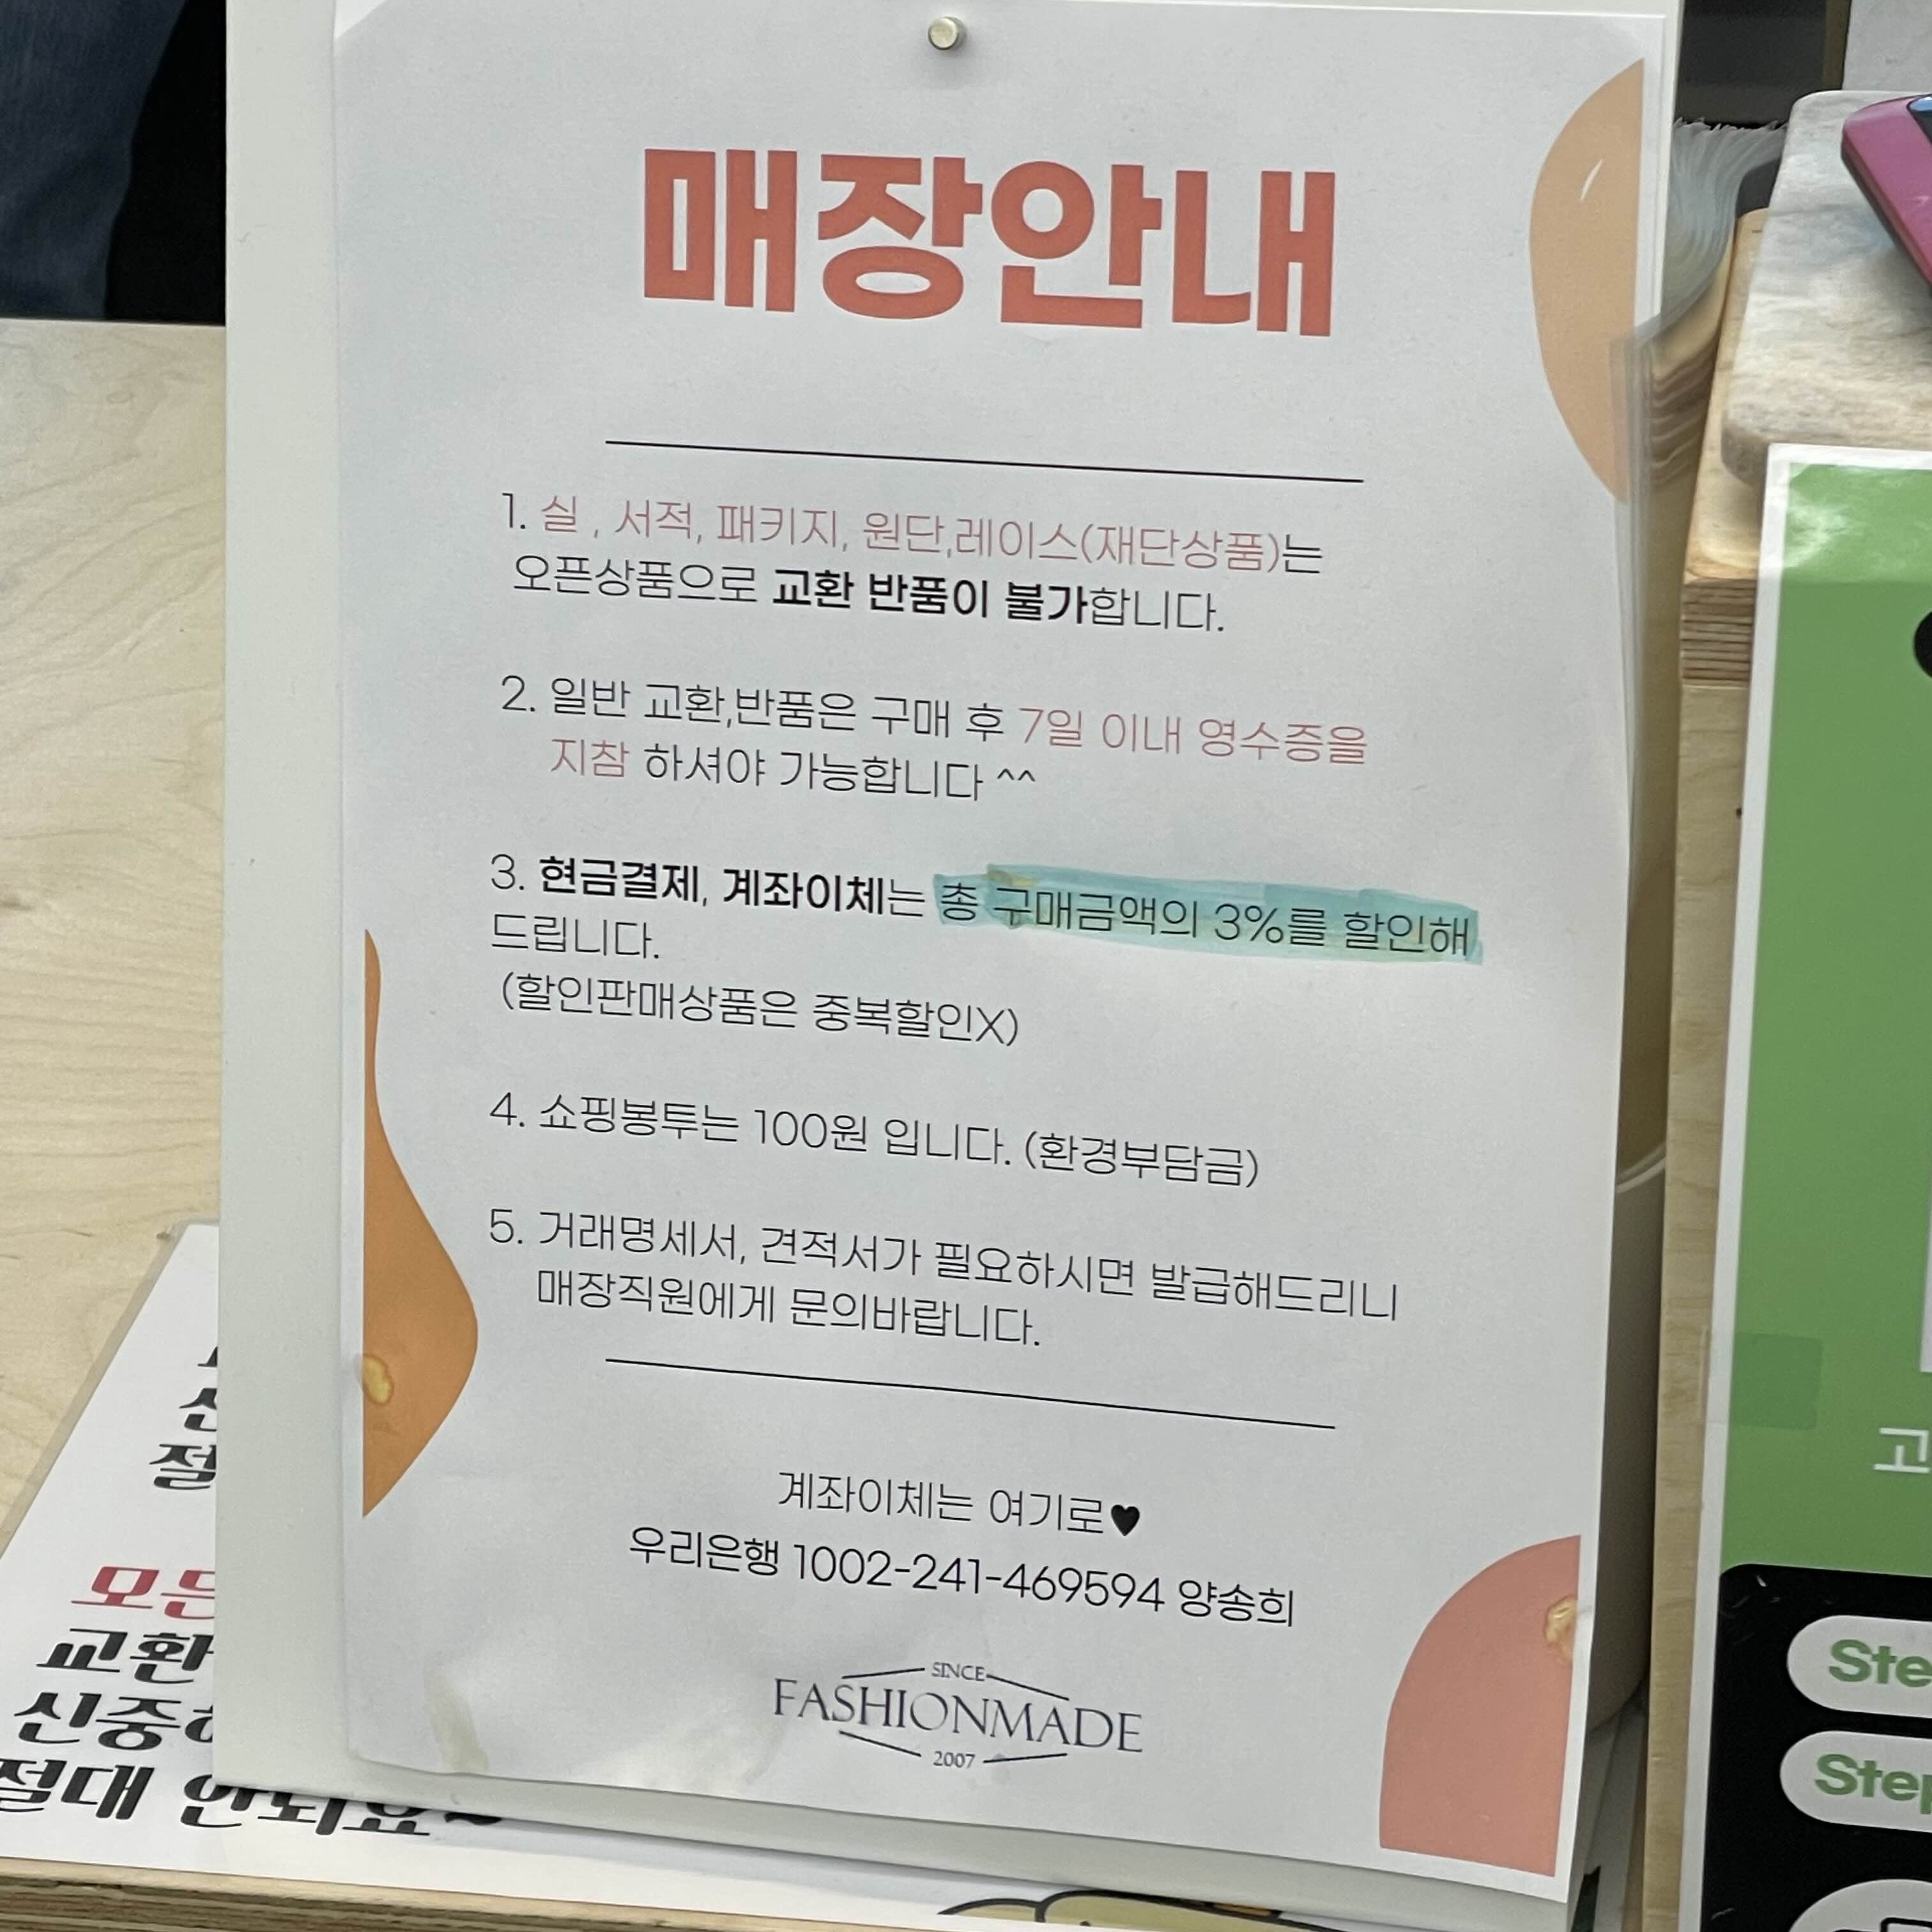 매장안내
1. 실 , 서적, 패키지, 원단,레이스(재단상품)는
오픈상품으로 교환 반품이 불가합니다.
2. 일반 교환,반품은 구매 후 7일 이내 영수증을
지참 하셔야 가능합니다 ^^
3. 현금결제, 계좌이체는 총 구매금액의 3%를 할인해
드립니다.
(할인판매상품은 중복할인X)
4. 쇼핑봉투는 100원 입니다. (환경부담금)
5. 거래명세서, 견적서가 필요하시면 발급해드리니
매장직원에게 문의바랍니다.
계좌이체는 여기로♥
우리은행 1002-241-469594 양송희
SINCE
FASHIONMADE
2007
절
교환
절대 안되요~
고